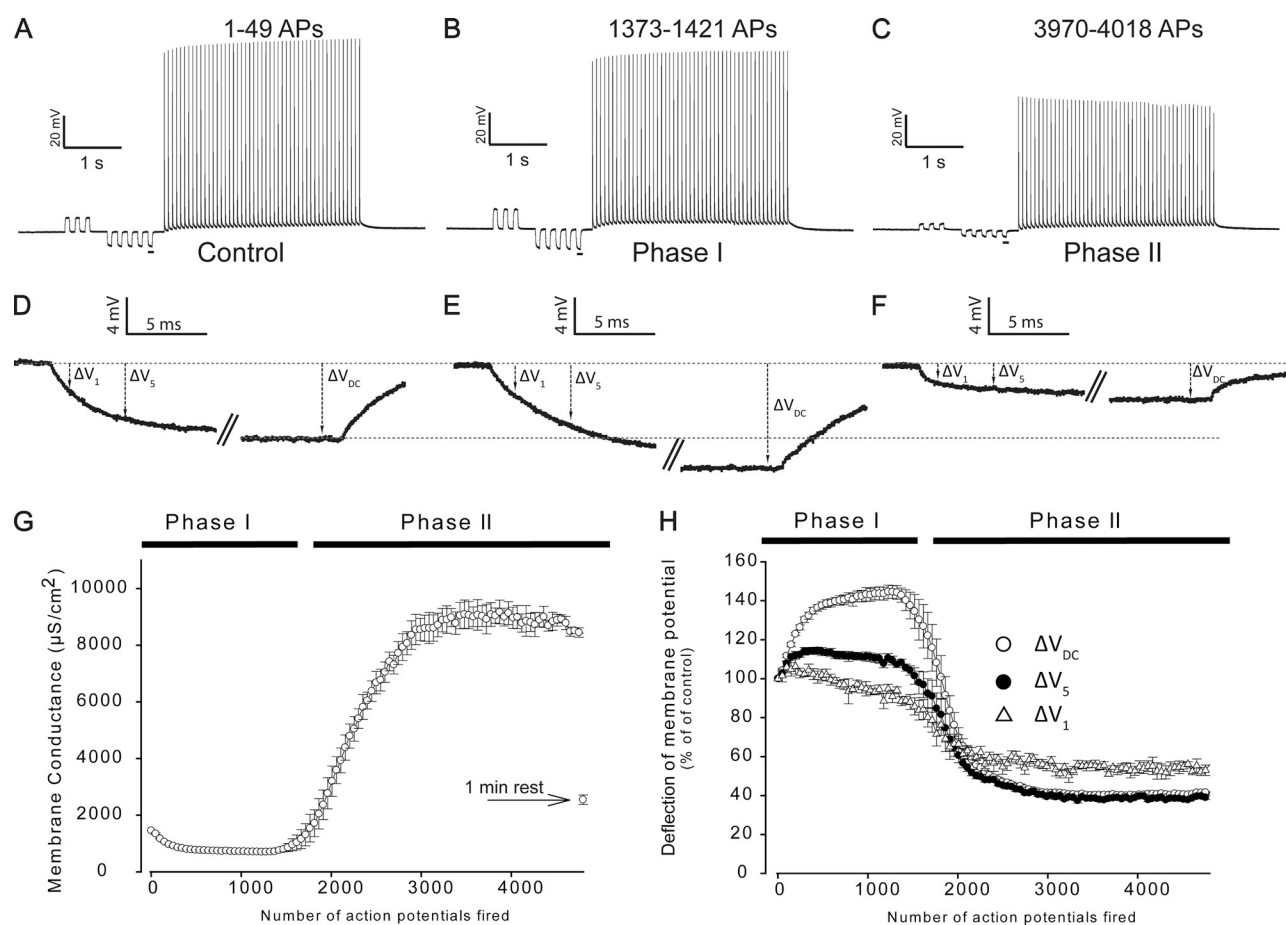 A
1-49 APs
20 mV
1 s
Control
B
1373-1421 APs
20 mV
1 s
Phase I
C
3970-4018 APs
20 mV
1 s
Phase II
D
4 mV
5 ms
ΔV1
ΔV5
ΔVDC
E
4 mV
5 ms
ΔV1
ΔV5
ΔVDC
F
4 mV
5 ms
ΔV1
ΔV5
ΔVDC
G
Phase I
Phase II
Membrane Conductance (µS/cm²)
10000
8000
6000
4000
2000
0
1 min rest
0
1000
2000
3000
4000
Number of action potentials fired
H
Phase I
Phase II
Deflection of membrane potential
(% of of control)
160
140
120
100
80
60
40
20
0
ΔVDC
ΔV5
ΔV1
0
1000
2000
3000
4000
Number of action potentials fired